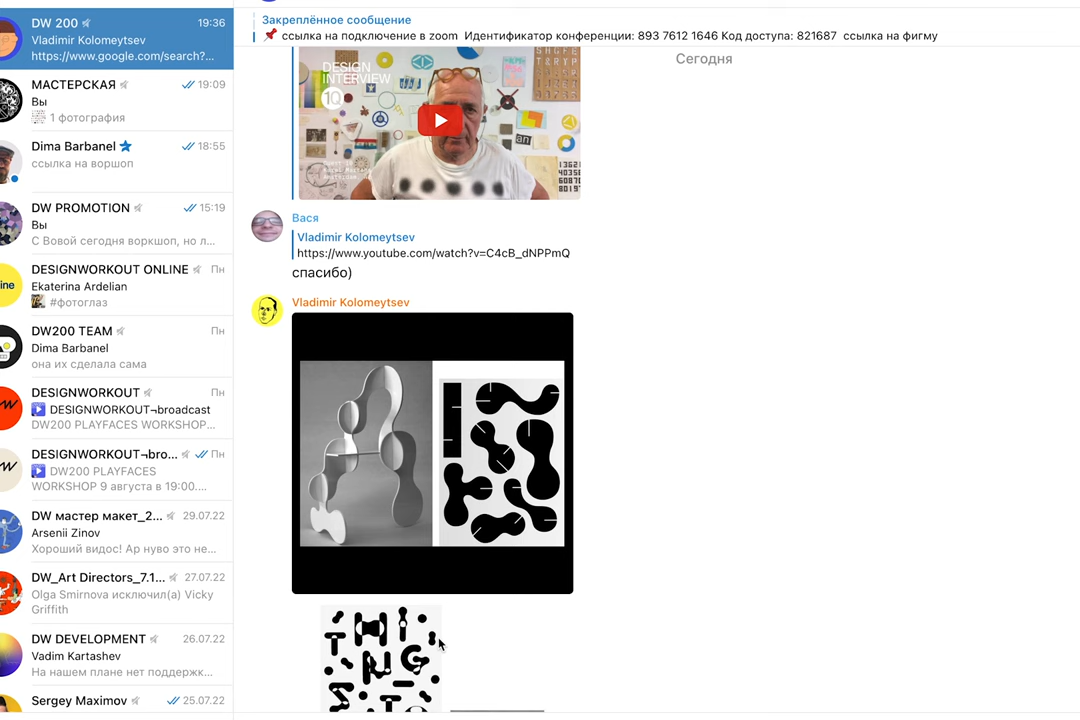 DW 200
19:36
Vladimir Kolomeytsev
https://www.google.com/search?...
МАСТЕРСКАЯ
19:09
Вы
1 фотография
Dima Barbanel
18:55
ссылка на воршоп
DW PROMOTION
15:19
Вы
С Вовой сегодня воркшоп, но л...
DESIGNWORKOUT ONLINE
Пн
Ekaterina Ardelian
#фотоглаз
DW200 TEAM
Пн
Dima Barbanel
она их сделала сама
DESIGNWORKOUT
Пн
DESIGNWORKOUT¬broadcast
DW200 PLAYFACES WORKSHOP...
DESIGNWORKOUT¬bro...
Пн
DW200 PLAYFACES
WORKSHOP 9 августа в 19:00....
DW мастер макет_2...
29.07.22
Arsenii Zinov
Хороший видос! Ар нуво это не...
DW_Art Directors_7.1...
27.07.22
Olga Smirnova исключил(а) Vicky
Griffith
DW DEVELOPMENT
26.07.22
Vadim Kartashev
На нашем плане нет поддержк...
Sergey Maximov
25.07.22
Закреплённое сообщение
ссылка на подключение в zoom Идентификатор конференции: 893 7612 1646 Код доступа: 821687 ссылка на фигму
Сегодня
DESIGN
INTERVIEW
10
Вася
Vladimir Kolomeytsev
https://www.youtube.com/watch?v=C4cB_dNPPmQ
спасибо)
Vladimir Kolomeytsev
THI
NG
ine